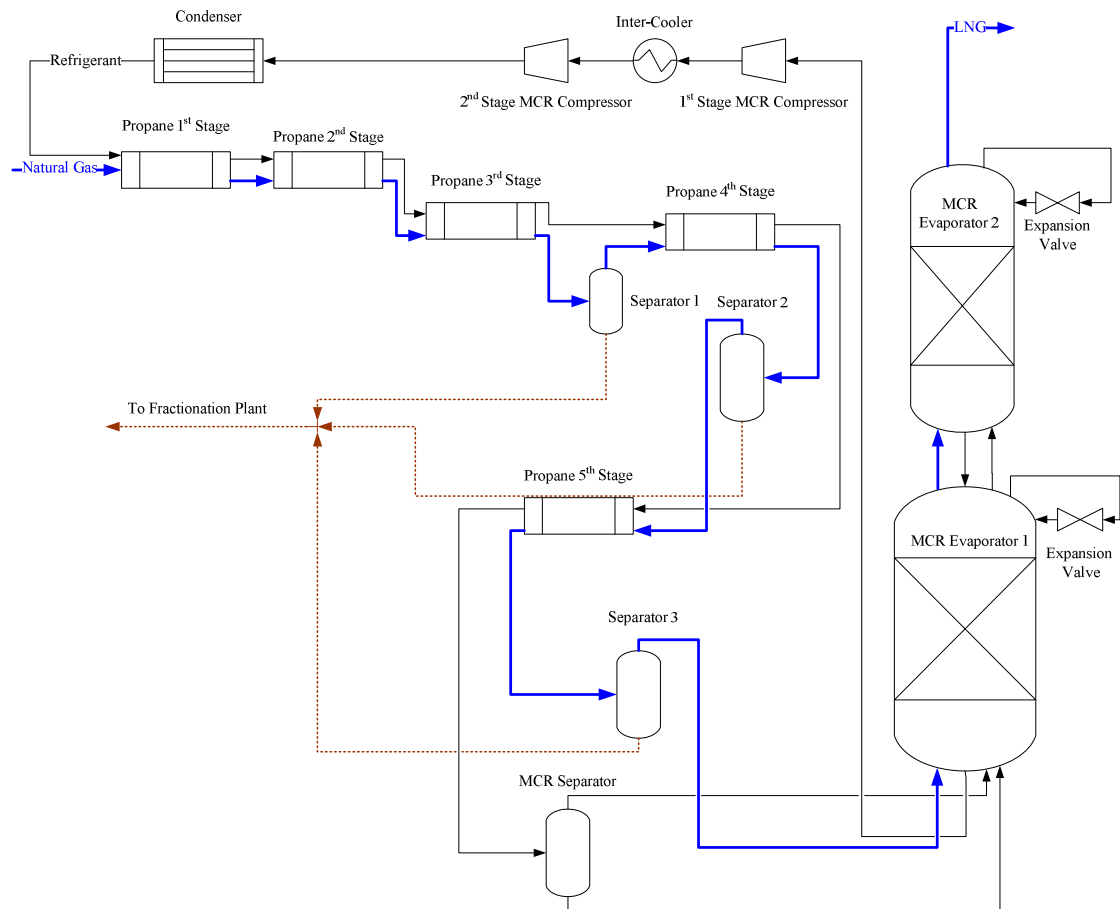 Condenser
Inter-Cooler
LNG
Refrigerant
2nd Stage MCR Compressor
1st Stage MCR Compressor
Propane 1st Stage
Propane 2nd Stage
Natural Gas
Propane 3rd Stage
Propane 4th Stage
MCR
Evaporator 2
Expansion
Valve
Separator 1
Separator 2
To Fractionation Plant
Propane 5th Stage
MCR Evaporator 1
Expansion
Valve
Separator 3
MCR Separator